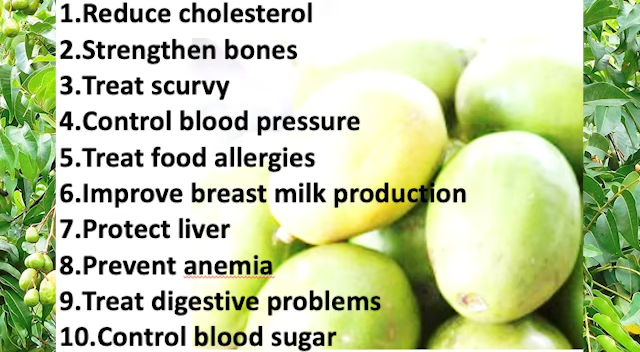 1.Reduce cholesterol
2.Strengthen bones
3.Treat scurvy
4.Control blood pressure
5.Treat food allergies
6.Improve breast milk production
7.Protect liver
8.Prevent anemia
9.Treat digestive problems
10.Control blood sugar